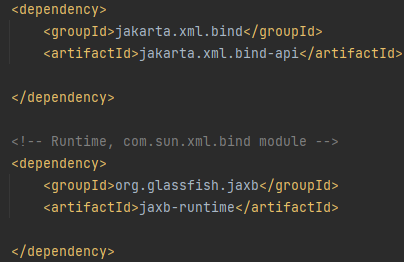 <dependency>
<groupId>jakarta.xml.bind</groupId>
<artifactId>jakarta.xml.bind-api</artifactId>
</dependency>
<!-- Runtime, com.sun.xml.bind module -->
<dependency>
<groupId>org.glassfish.jaxb</groupId>
<artifactId>jaxb-runtime</artifactId>
</dependency>